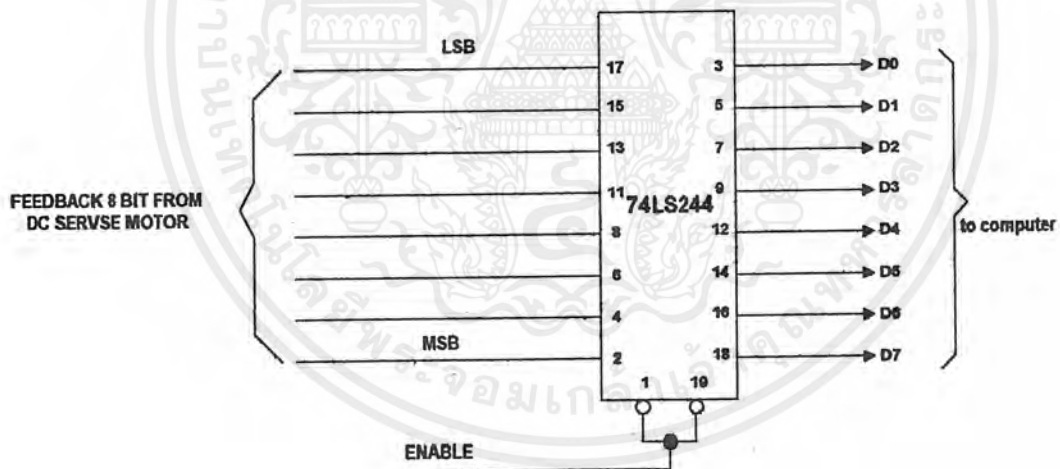 LSB
17 3 D0
15 5 D1
13 7 D2
11 9 D3
FEEDBACK 8 BIT FROM
DC SERVSE MOTOR
74LS244
to computer
8 12 D4
6 14 D5
4 16 D6
MSB
2 18 D7
1 19
ENABLE